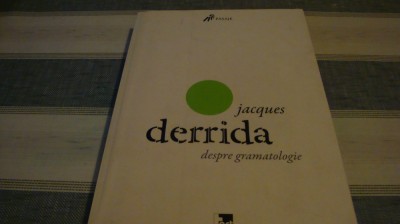 jacques
derrida
despre gramatologie